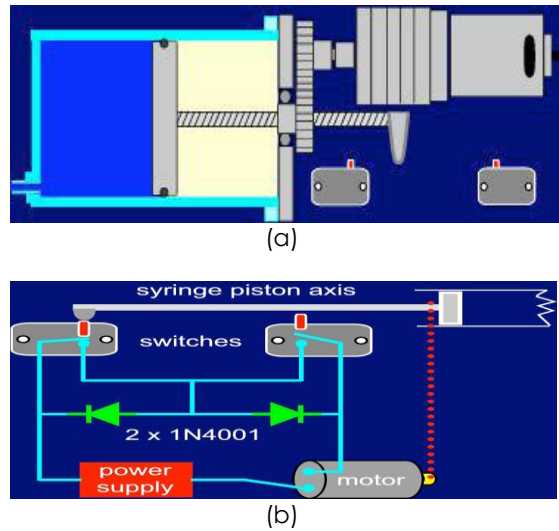 (a)
syringe piston axis
switches
2 x 1N4001
power
supply
motor
(b)